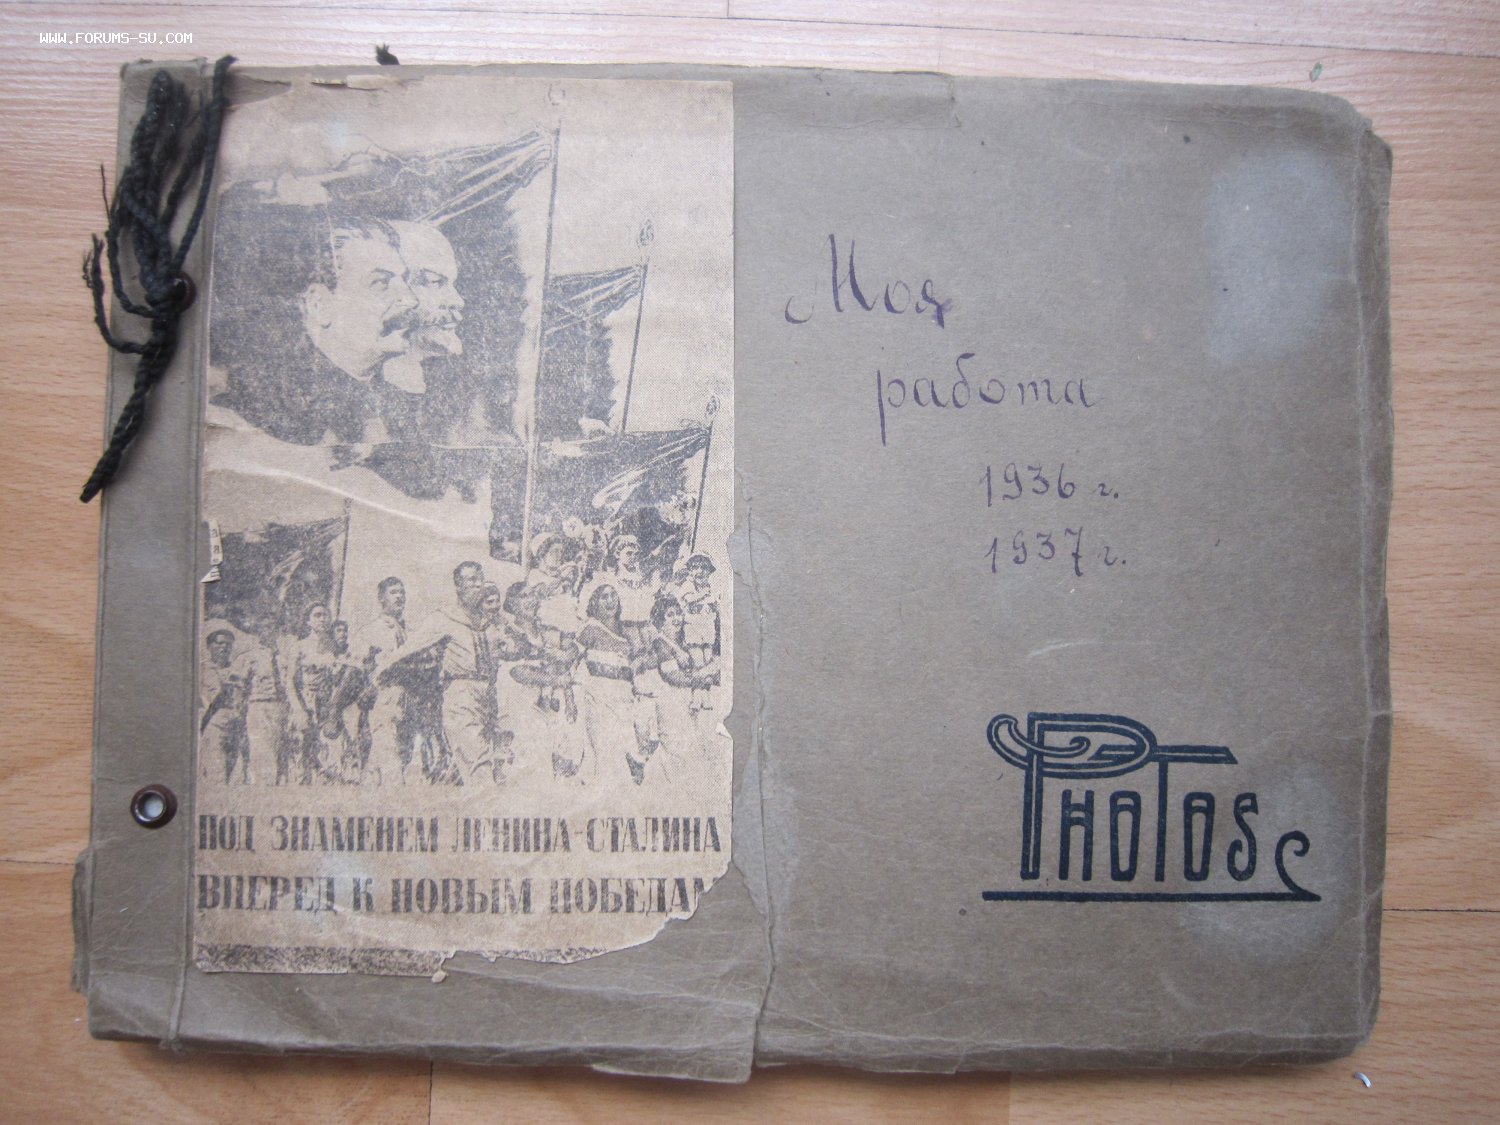 WWW.FORUMS-SU.COM
Моя
работа
1936 г.
1937 г.
PHOTOS
ПОД ЗНАМЕНЕМ ЛЕНИНА-СТАЛИНА
ВПЕРЕД К НОВЫМ ПОБЕДАМ